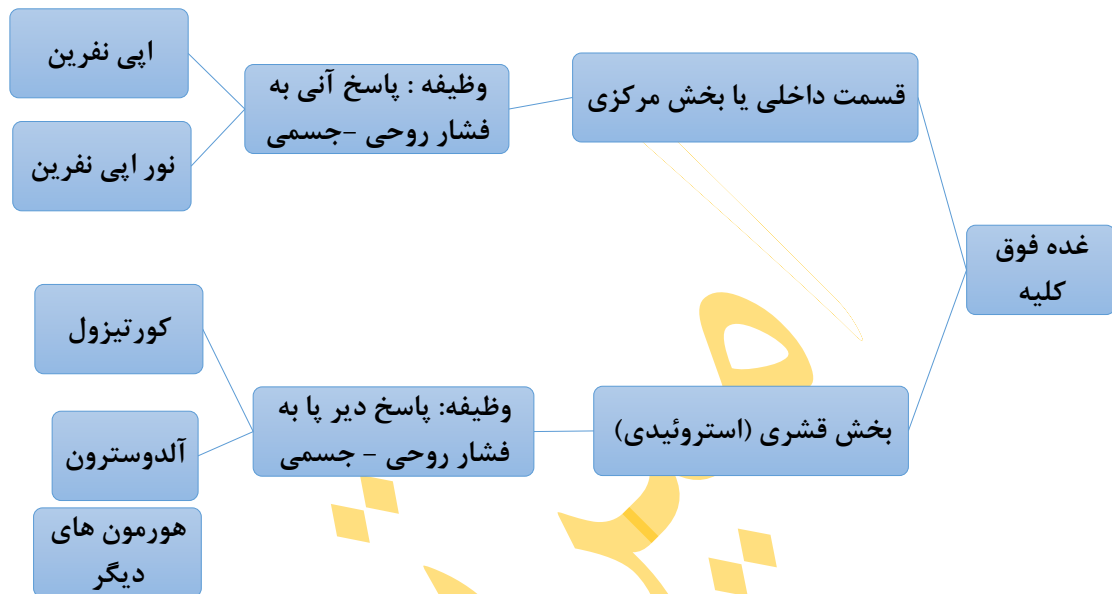 غده فوق
کلیه
قسمت داخلی یا بخش مرکزی
وظیفه : پاسخ آنی به
فشار روحی -جسمی
اپی نفرین
نور اپی نفرین
بخش قشری (استروئیدی)
وظیفه: پاسخ دیر پا به
فشار روحی - جسمی
کورتیزول
آلدوسترون
هورمون های
دیگر